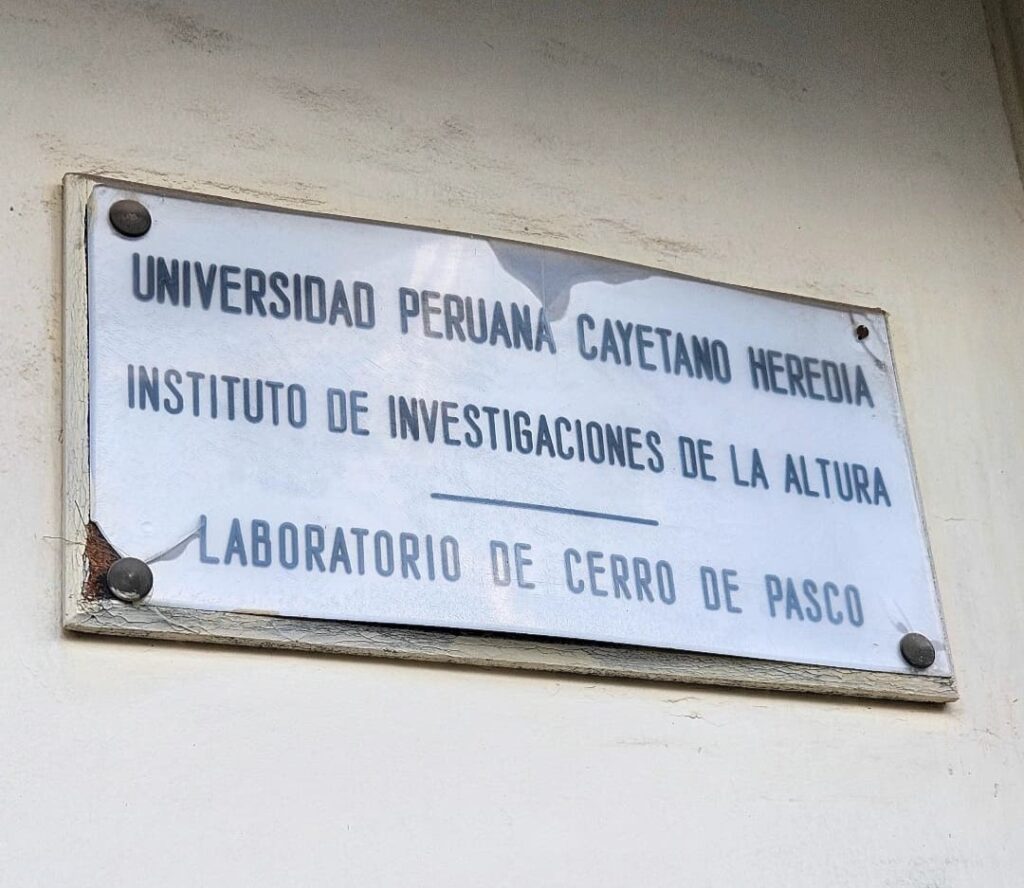 UNIVERSIDAD PERUANA CAYETANO HEREDIA
INSTITUTO DE INVESTIGACIONES DE LA ALTURA
LABORATORIO DE CERRO DE PASCO